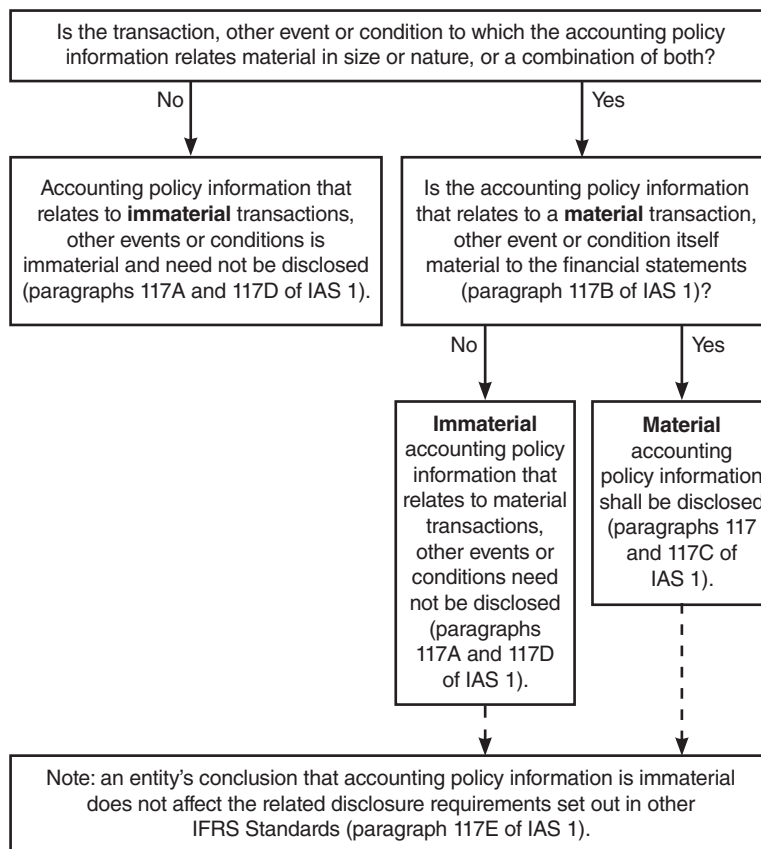 Is the transaction, other event or condition to which the accounting policy
information relates material in size or nature, or a combination of both?
No
Yes
Accounting policy information that
relates to immaterial transactions,
other events or conditions is
immaterial and need not be disclosed
(paragraphs 117A and 117D of IAS 1).
Is the accounting policy information
that relates to a material transaction,
other event or condition itself
material to the financial statements
(paragraph 117B of IAS 1)?
No
Yes
Immaterial
accounting policy
information that
relates to material
transactions,
other events or
conditions need
not be disclosed
(paragraphs
117A and 117D
of IAS 1).
Material
accounting
policy information
shall be disclosed
(paragraphs 117
and 117C of
IAS 1).
Note: an entity’s conclusion that accounting policy information is immaterial
does not affect the related disclosure requirements set out in other
IFRS Standards (paragraph 117E of IAS 1).